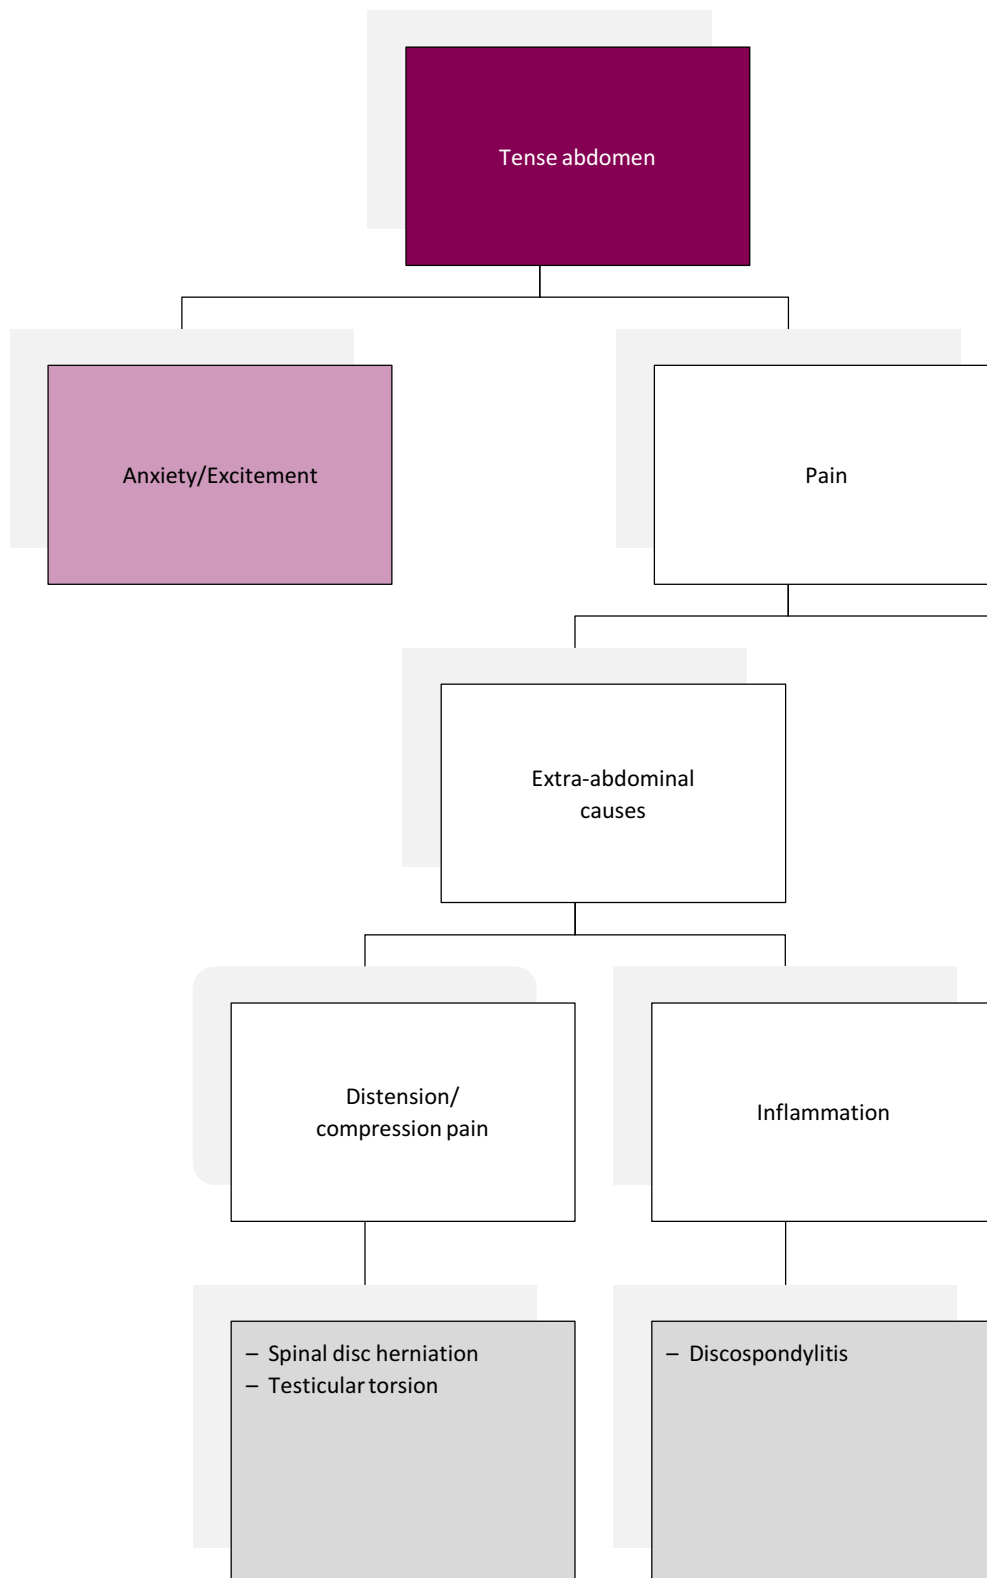 Tense abdomen
Anxiety/Excitement
Pain
Extra-abdominal
causes
Distension/
compression pain
Inflammation
– Spinal disc herniation
– Testicular torsion
– Discospondylitis